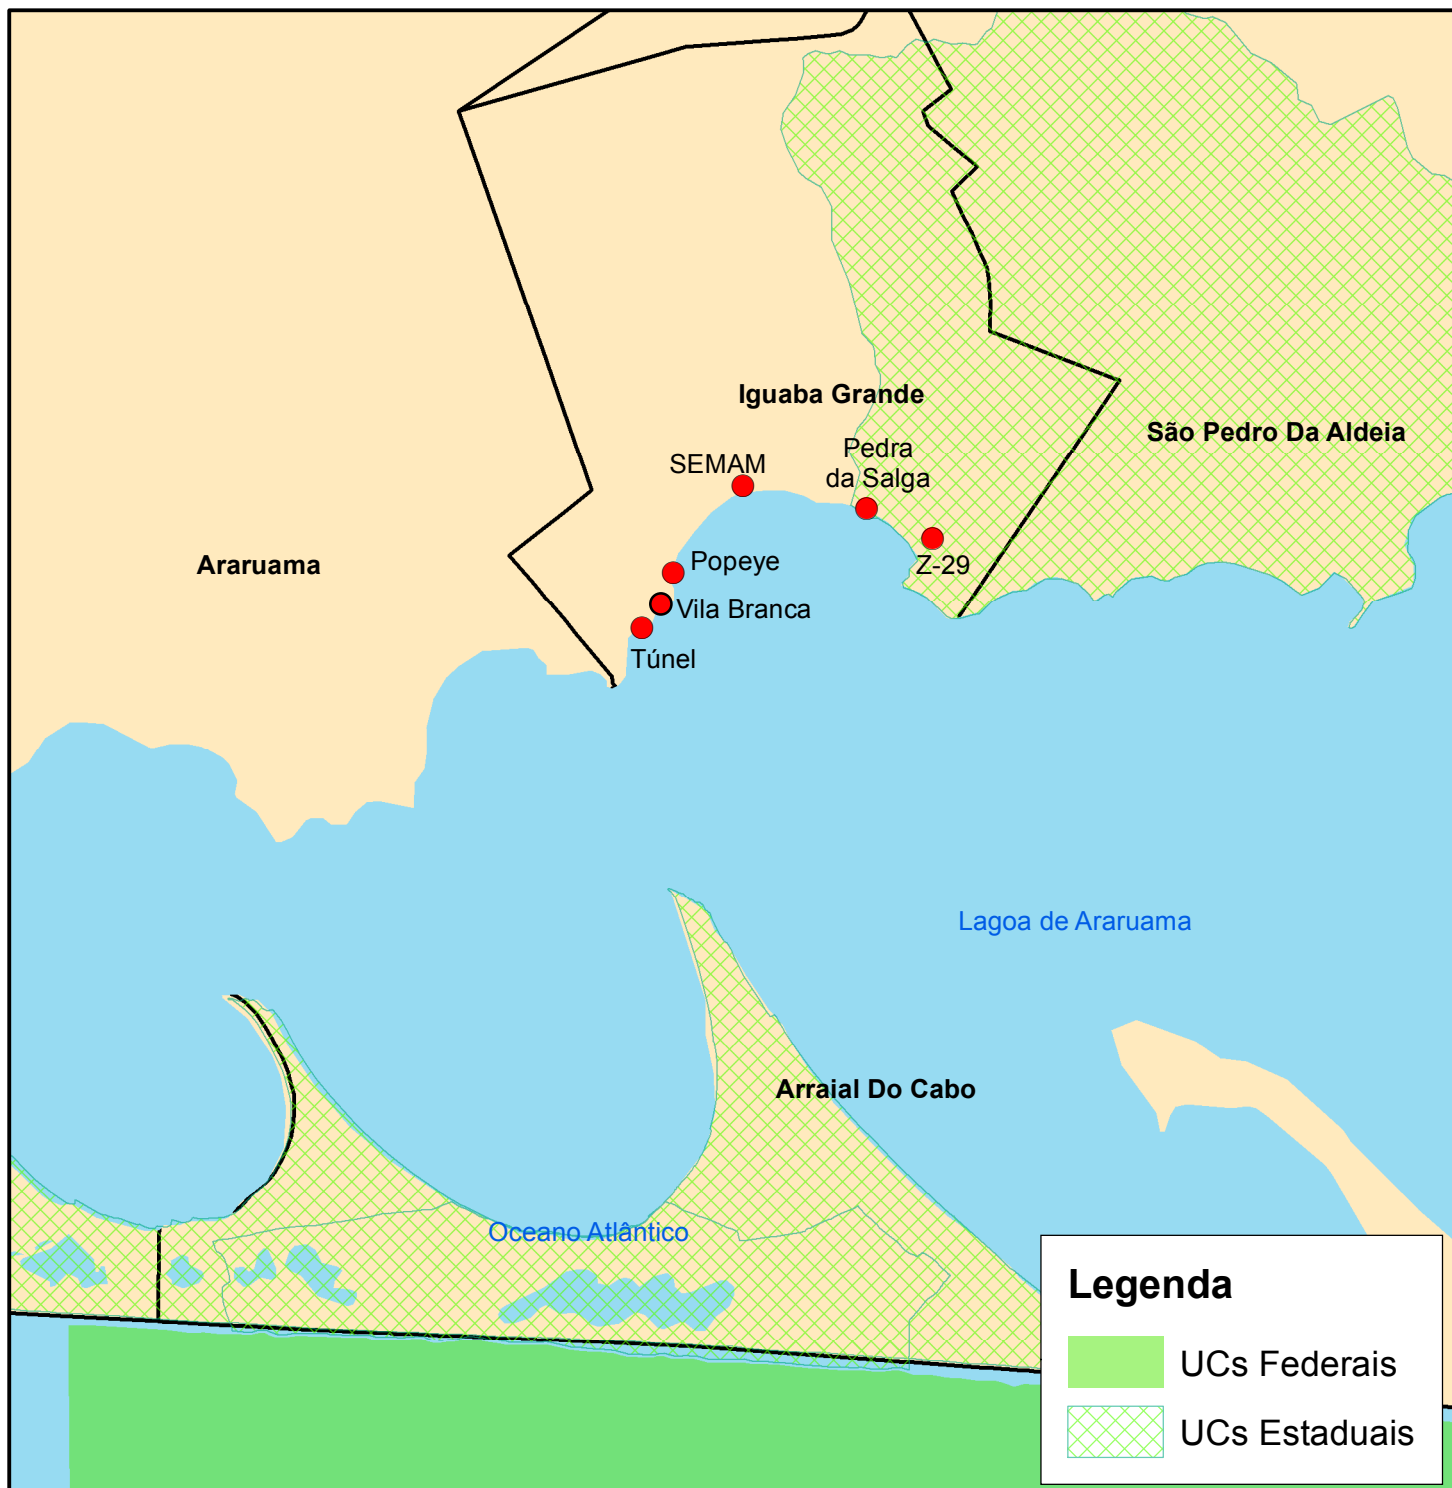 Iguaba Grande
São Pedro Da Aldeia
Pedra
da Salga
SEMAM
Z-29
Araruama
Popeye
Vila Branca
Túnel
Lagoa de Araruama
Arraial Do Cabo
Oceano Atlântico
Legenda
UCs Federais
UCs Estaduais